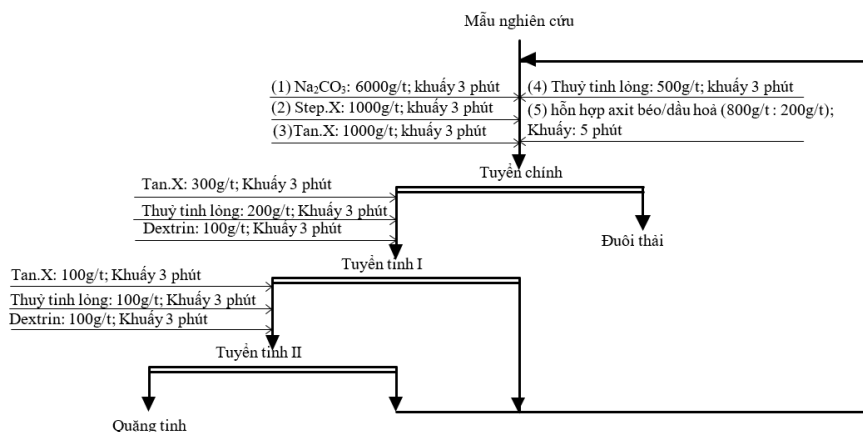 Mẫu nghiên cứu
(1) Na₂CO₃: 6000g/t; khuấy 3 phút
(2) Step.X: 1000g/t; khuấy 3 phút
(3)Tan.X: 1000g/t; khuấy 3 phút
(4) Thuỷ tinh lỏng: 500g/t; khuấy 3 phút
(5) hỗn hợp axit béo/dầu hoả (800g/t : 200g/t);
Khuấy: 5 phút
Tuyển chính
Tan.X: 300g/t; Khuấy 3 phút
Thuỷ tinh lỏng: 200g/t; Khuấy 3 phút
Dextrin: 100g/t; Khuấy 3 phút
Đuôi thải
Tuyển tinh I
Tan.X: 100g/t; Khuấy 3 phút
Thuỷ tinh lỏng: 100g/t; Khuấy 3 phút
Dextrin: 100g/t; Khuấy 3 phút
Tuyển tinh II
Quặng tinh